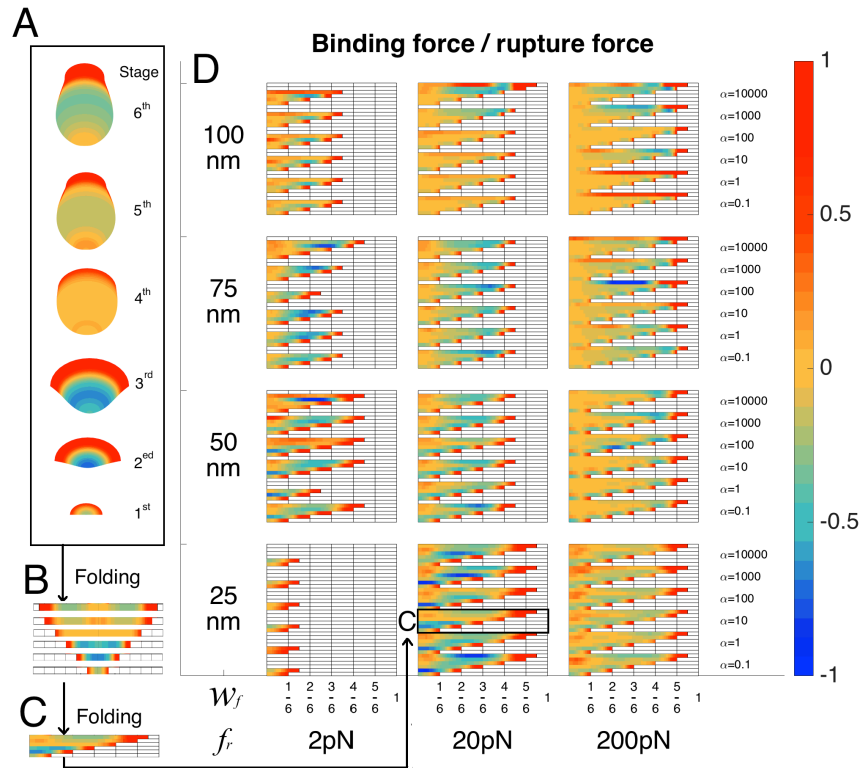 A
Binding force / rupture force
D
Stage
6th
5th
4th
3rd
2ed
1st
B Folding
C Folding
100 nm
α=10000
α=1000
α=100
α=10
α=1
α=0.1
75 nm
α=10000
α=1000
α=100
α=10
α=1
α=0.1
50 nm
α=10000
α=1000
α=100
α=10
α=1
α=0.1
25 nm
C
α=10000
α=1000
α=100
α=10
α=1
α=0.1
1
0.5
0
-0.5
-1
Wf 1-6 2-6 3-6 4-6 5-6 1 1-6 2-6 3-6 4-6 5-6 1 1-6 2-6 3-6 4-6 5-6 1
fr 2pN 20pN 200pN